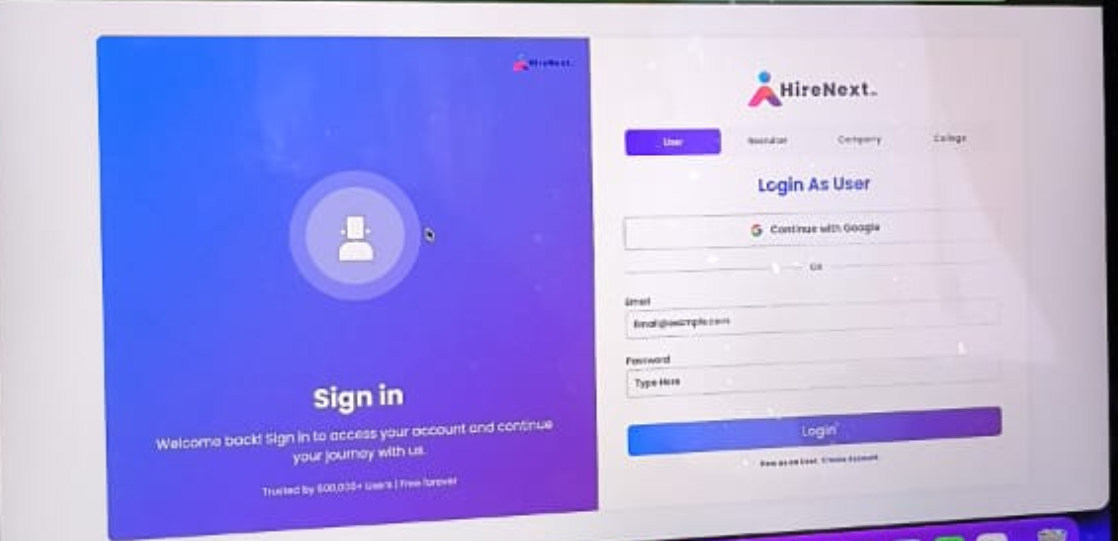 HireNext
HireNext
User Recruiter Company College
Login As User
Continue with Google
OR
Email
Email@example.com
Password
Type Here
Login
Create Account
Sign in
Welcome back! Sign in to access your account and continue
your journey with us.
Trusted by 600,000+ Users | Free forever